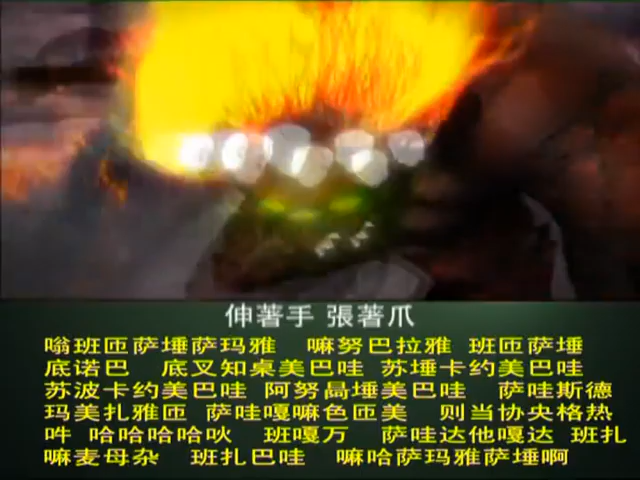 伸著手 張著爪
嗡班匝萨埵萨玛雅 嘛努巴拉雅 班匝萨埵
底诺巴 底叉知桌美巴哇 苏埵卡约美巴哇
苏波卡约美巴哇 阿努晑埵美巴哇 萨哇斯德
玛美扎雅匝 萨哇嘎嘛色匝美 则当协央格热
吽 哈哈哈哈吙 班嘎万 萨哇达他嘎达 班扎
嘛麦母杂 班扎巴哇 嘛哈萨玛雅萨埵啊